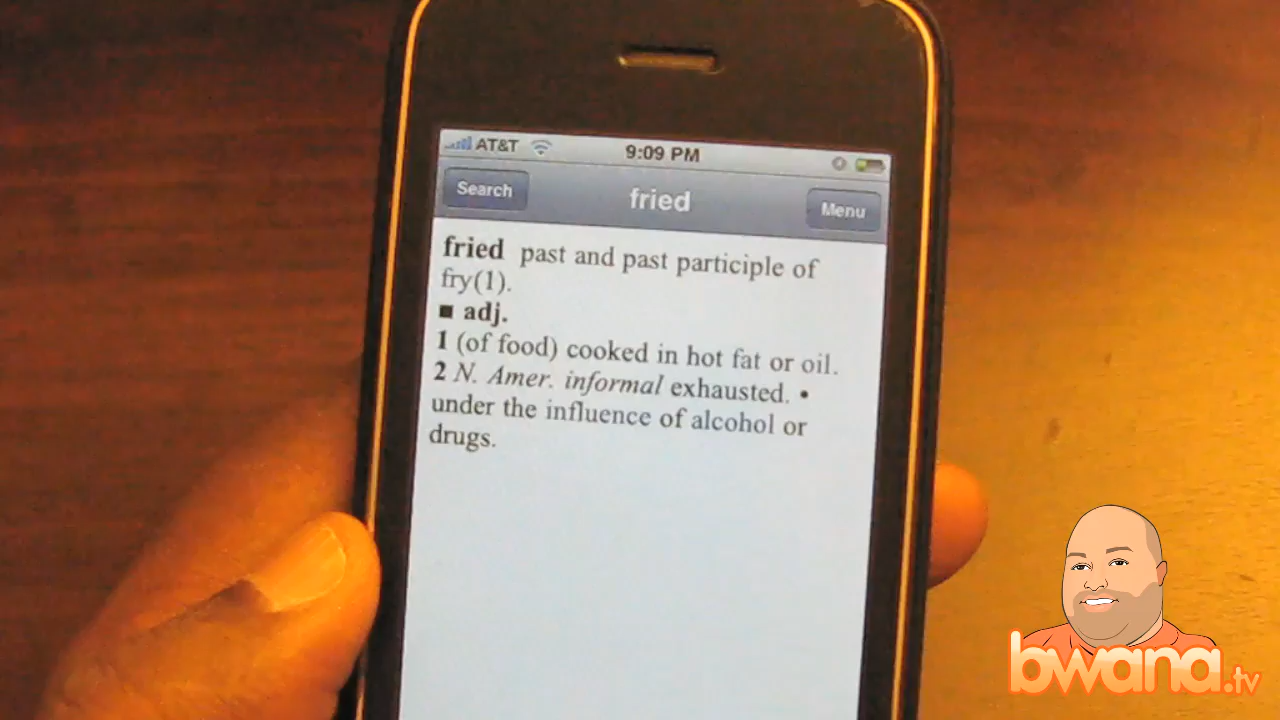 AT&T 9:09 PM
Search fried Menu
fried past and past participle of
fry(1).
■ adj.
1 (of food) cooked in hot fat or oil.
2 N. Amer. informal exhausted. •
under the influence of alcohol or
drugs.
bwana.tv